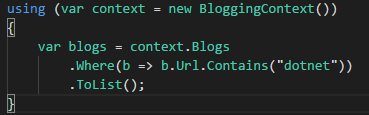 using (var context = new BloggingContext())
{
    var blogs = context.Blogs
        .Where(b => b.Url.Contains("dotnet"))
        .ToList();
}